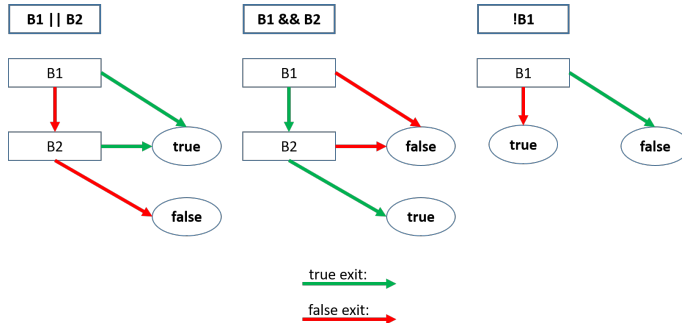 B1 || B2
B1 && B2
!B1
B1
B1
B1
B2
true
B2
false
true
false
false
true
true exit:
false exit: